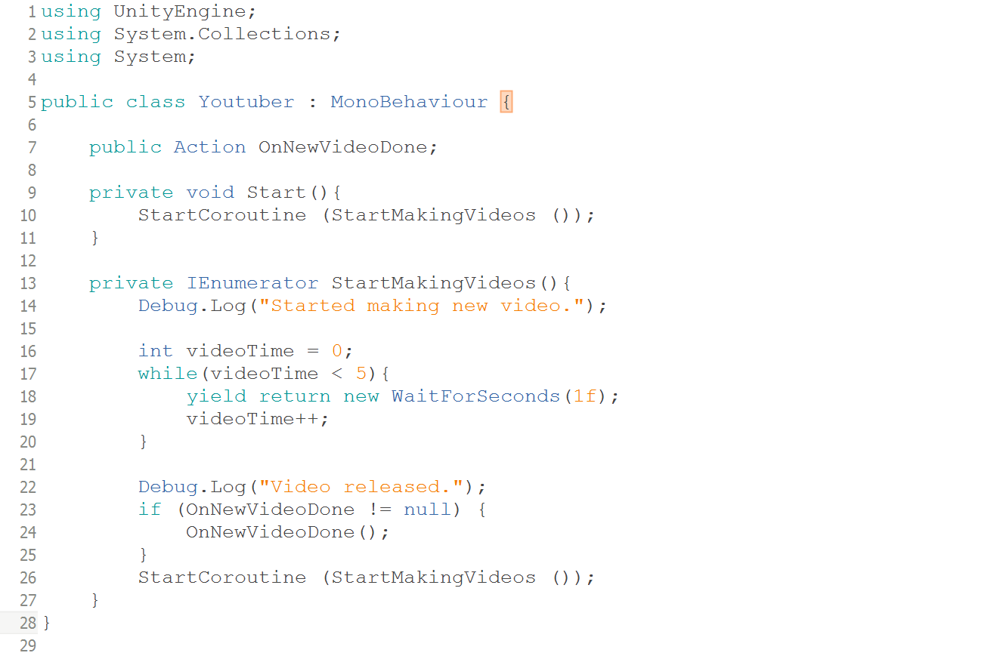 1 using UnityEngine;
2 using System.Collections;
3 using System;
4
5 public class Youtuber : MonoBehaviour {
6
7     public Action OnNewVideoDone;
8
9     private void Start(){
10         StartCoroutine (StartMakingVideos ());
11     }
12
13     private IEnumerator StartMakingVideos(){
14         Debug.Log("Started making new video.");
15
16         int videoTime = 0;
17         while(videoTime < 5){
18             yield return new WaitForSeconds(1f);
19             videoTime++;
20         }
21
22         Debug.Log("Video released.");
23         if (OnNewVideoDone != null) {
24             OnNewVideoDone();
25         }
26         StartCoroutine (StartMakingVideos ());
27     }
28 }
29